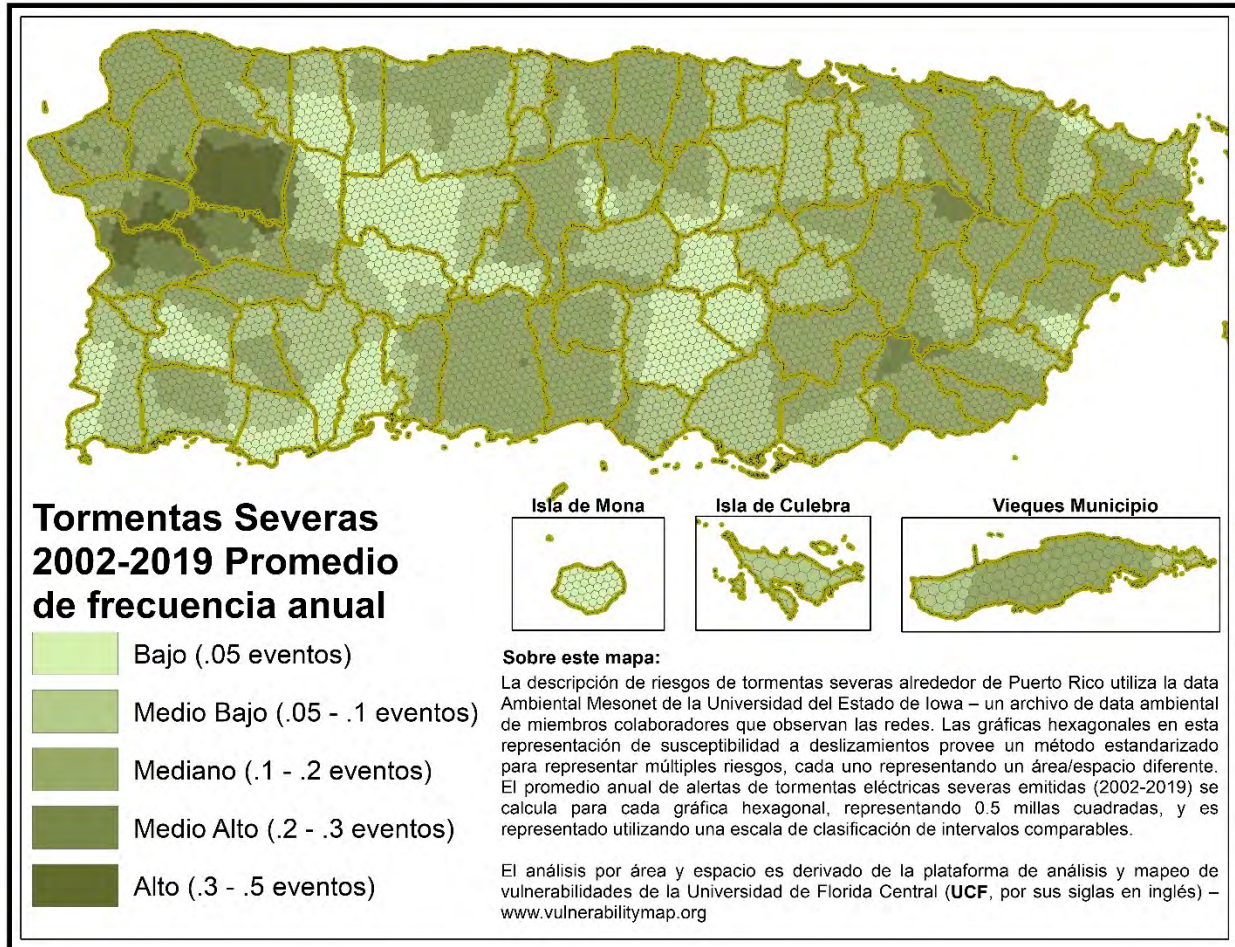 Isla de Mona
Isla de Culebra
Vieques Municipio
Tormentas Severas
2002-2019 Promedio
de frecuencia anual
Bajo (.05 eventos)
Medio Bajo (.05 - .1 eventos)
Mediano (.1 - .2 eventos)
Medio Alto (.2 - .3 eventos)
Alto (.3 - .5 eventos)
Sobre este mapa:
La descripción de riesgos de tormentas severas alrededor de Puerto Rico utiliza la data
Ambiental Mesonet de la Universidad del Estado de Iowa – un archivo de data ambiental
de miembros colaboradores que observan las redes. Las gráficas hexagonales en esta
representación de susceptibilidad a deslizamientos provee un método estandarizado
para representar múltiples riesgos, cada uno representando un área/espacio diferente.
El promedio anual de alertas de tormentas eléctricas severas emitidas (2002-2019) se
calcula para cada gráfica hexagonal, representando 0.5 millas cuadradas, y es
representado utilizando una escala de clasificación de intervalos comparables.
El análisis por área y espacio es derivado de la plataforma de análisis y mapeo de
vulnerabilidades de la Universidad de Florida Central (UCF, por sus siglas en inglés) –
www.vulnerabilitymap.org